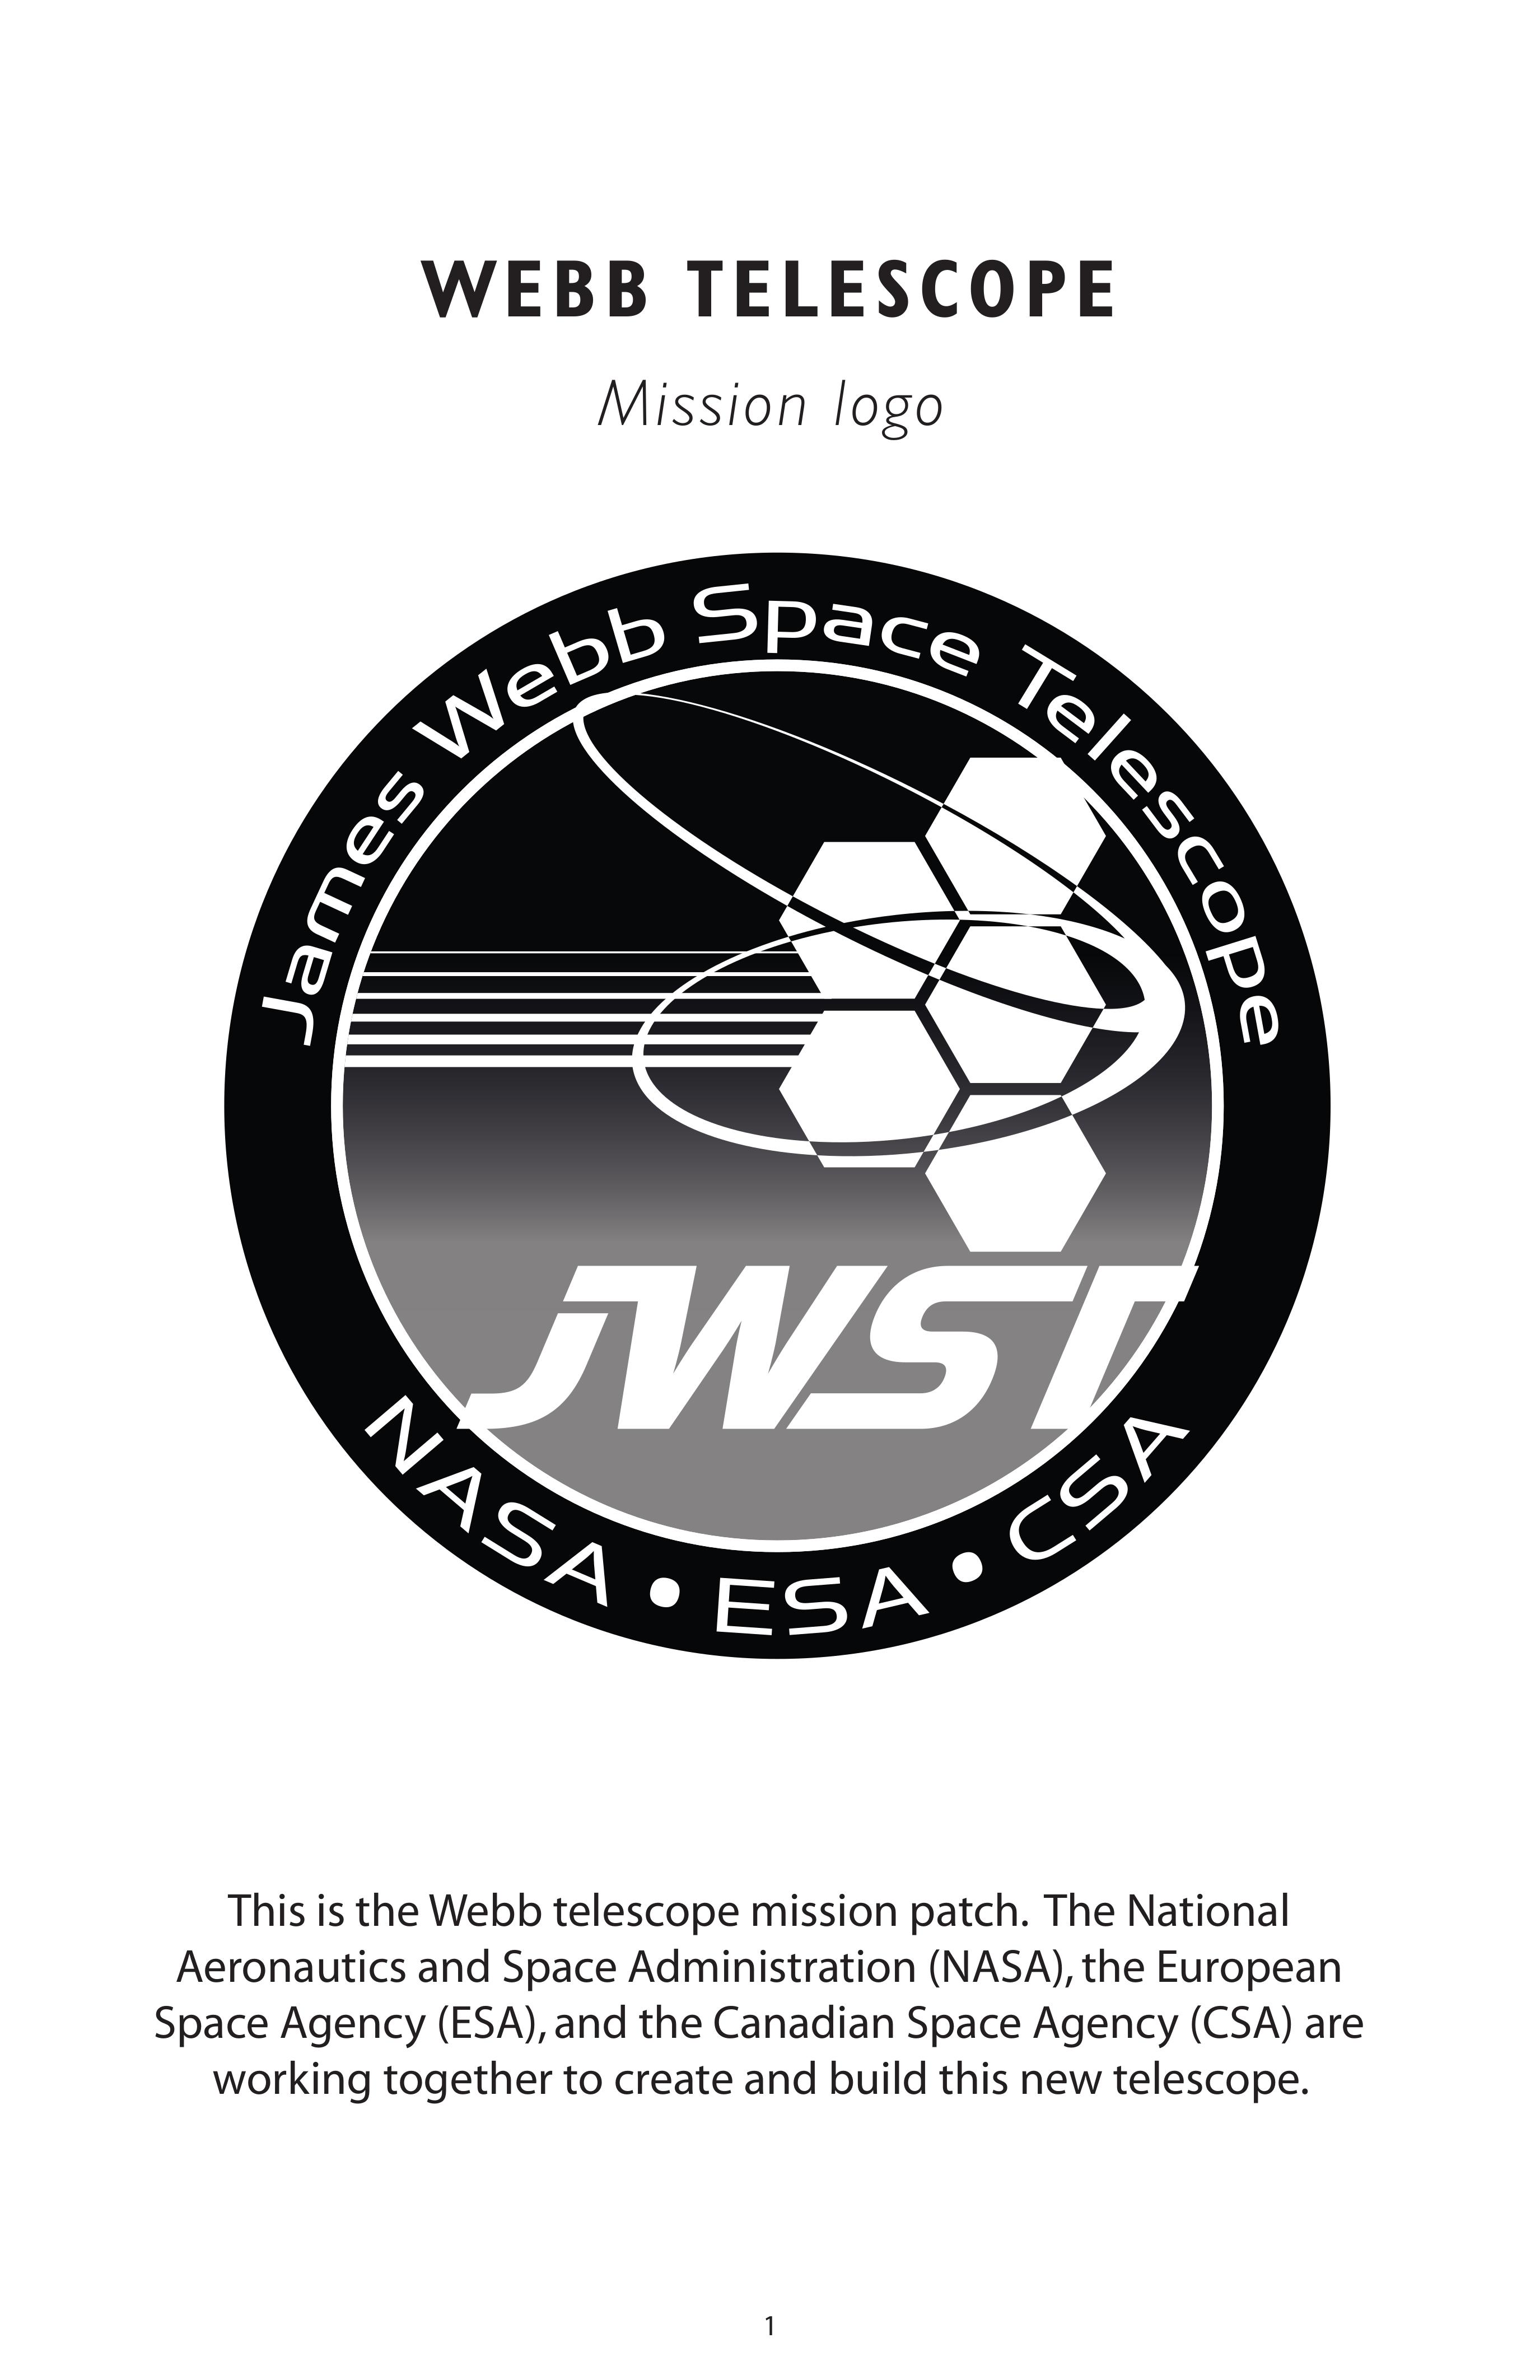 WEBB TELESCOPE
Mission logo
James Webb Space Telescope
JWST
NASA • ESA • CSA
This is the Webb telescope mission patch. The National
Aeronautics and Space Administration (NASA), the European
Space Agency (ESA), and the Canadian Space Agency (CSA) are
working together to create and build this new telescope.
1